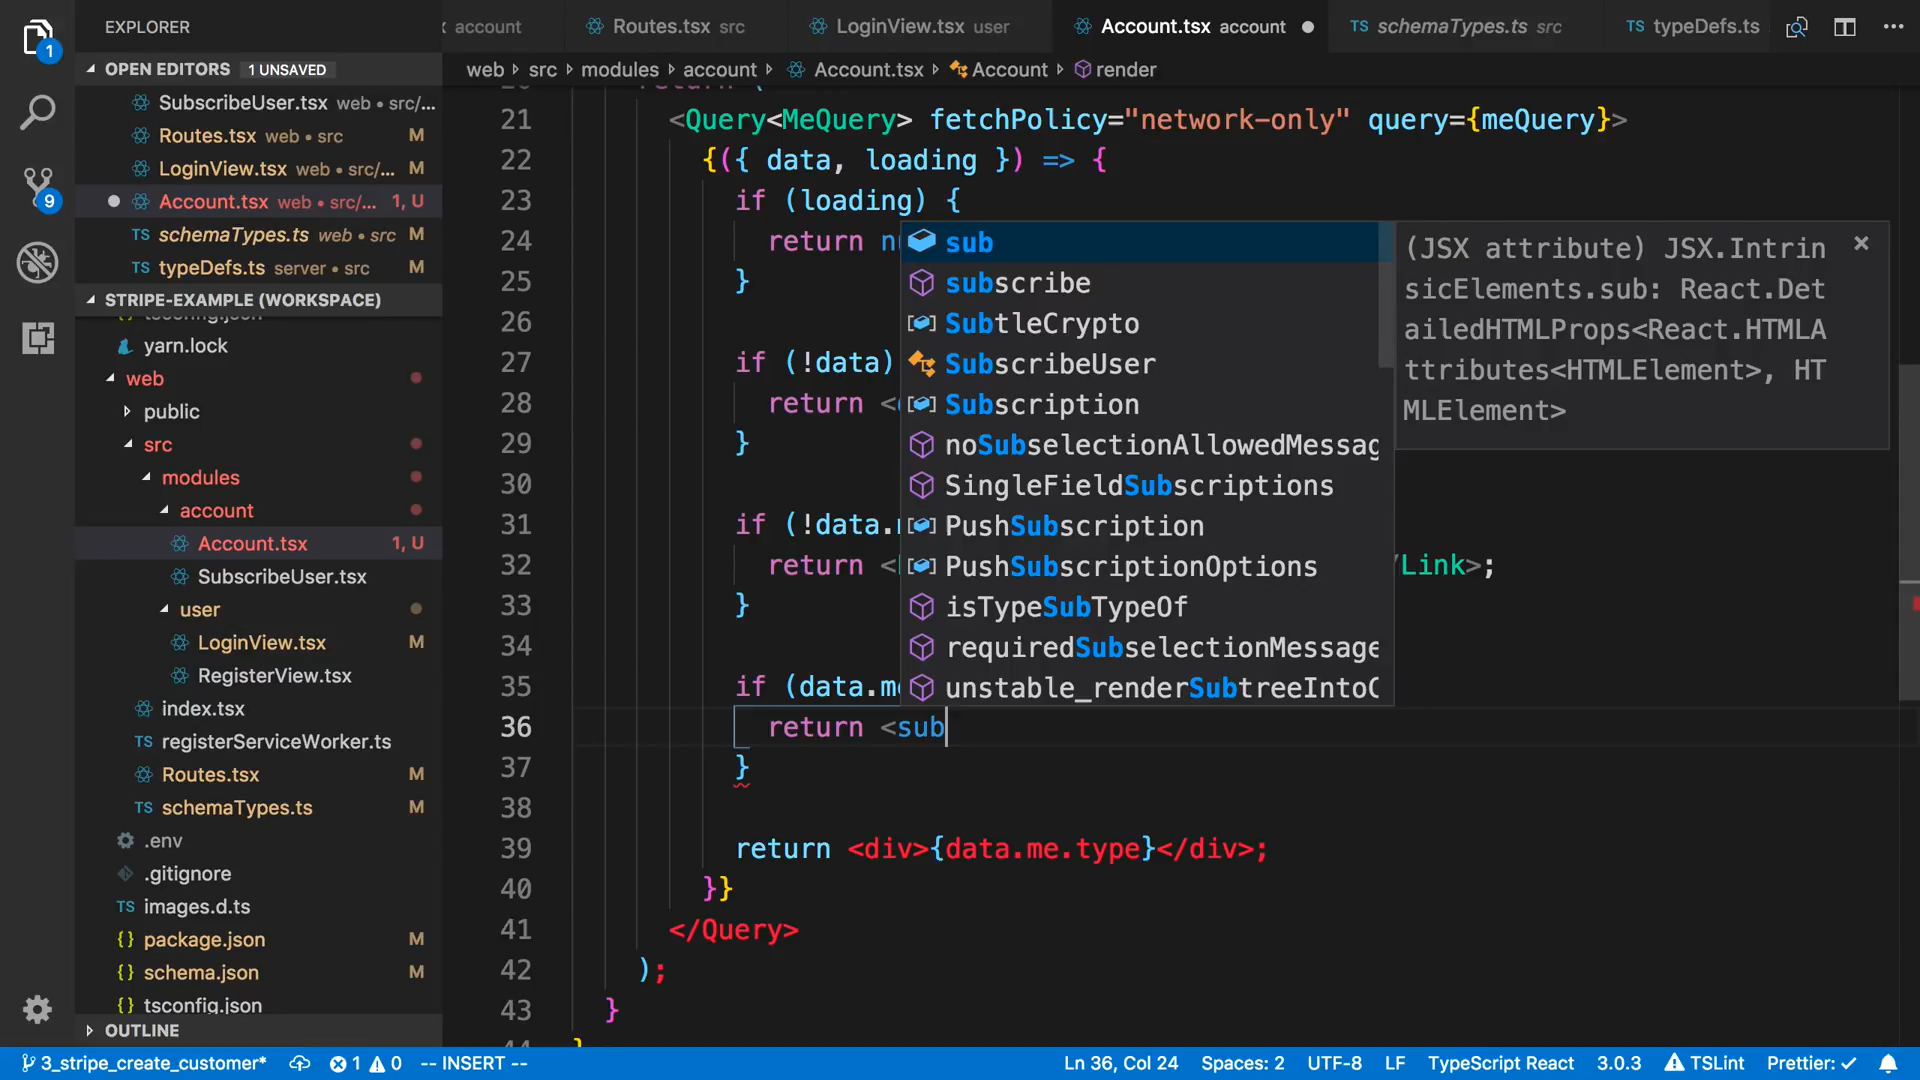 EXPLORER
account
Routes.tsx src
LoginView.tsx user
Account.tsx account
schemaTypes.ts src
typeDefs.ts
OPEN EDITORS 1 UNSAVED
web src modules account Account.tsx Account render
SubscribeUser.tsx web • src/...
Routes.tsx web • src M
LoginView.tsx web • src/... M
Account.tsx web • src/... 1, U
schemaTypes.ts web • src M
typeDefs.ts server • src M
STRIPE-EXAMPLE (WORKSPACE)
tsconfig.json
yarn.lock
web
public
src
modules
account
Account.tsx 1, U
SubscribeUser.tsx
user
LoginView.tsx M
RegisterView.tsx
index.tsx
registerServiceWorker.ts
Routes.tsx M
schemaTypes.ts M
.env
.gitignore
images.d.ts
package.json M
schema.json M
tsconfig.json
OUTLINE
1
9
20 return (
21 <Query<MeQuery> fetchPolicy="network-only" query={meQuery}>
22 {({ data, loading }) => {
23 if (loading) {
24 return n
25 }
26
27 if (!data)
28 return <
29 }
30
31 if (!data.
32 return < /Link>;
33 }
34
35 if (data.me
36 return <sub
37 }
38
39 return <div>{data.me.type}</div>;
40 }}
41 </Query>
42 );
43 }
44 }
sub
subscribe
SubtleCrypto
SubscribeUser
Subscription
noSubselectionAllowedMessag
SingleFieldSubscriptions
PushSubscription
PushSubscriptionOptions
isTypeSubTypeOf
requiredSubselectionMessage
unstable_renderSubtreeIntoC
(JSX attribute) JSX.Intrin
sicElements.sub: React.Det
ailedHTMLProps<React.HTMLA
ttributes<HTMLElement>, HT
MLElement>
3_stripe_create_customer* 1 0 -- INSERT -- Ln 36, Col 24 Spaces: 2 UTF-8 LF TypeScript React 3.0.3 TSLint Prettier: ✓